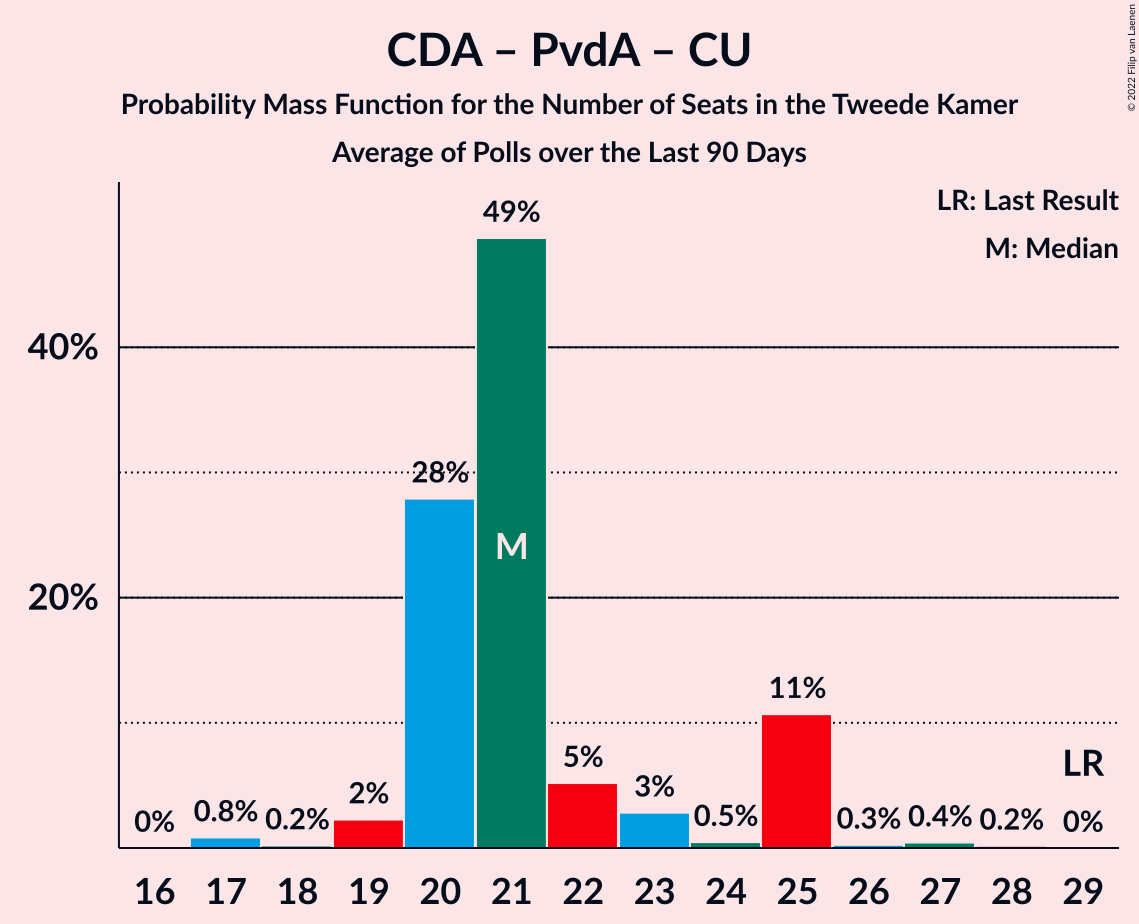 CDA – PvdA – CU
Probability Mass Function for the Number of Seats in the Tweede Kamer
Average of Polls over the Last 90 Days
© 2022 Filip van Laenen
LR: Last Result
M: Median
40%
20%
0%
0.8%
0.2%
2%
28%
49%
M
5%
3%
0.5%
11%
0.3%
0.4%
0.2%
LR
0%
16 17 18 19 20 21 22 23 24 25 26 27 28 29